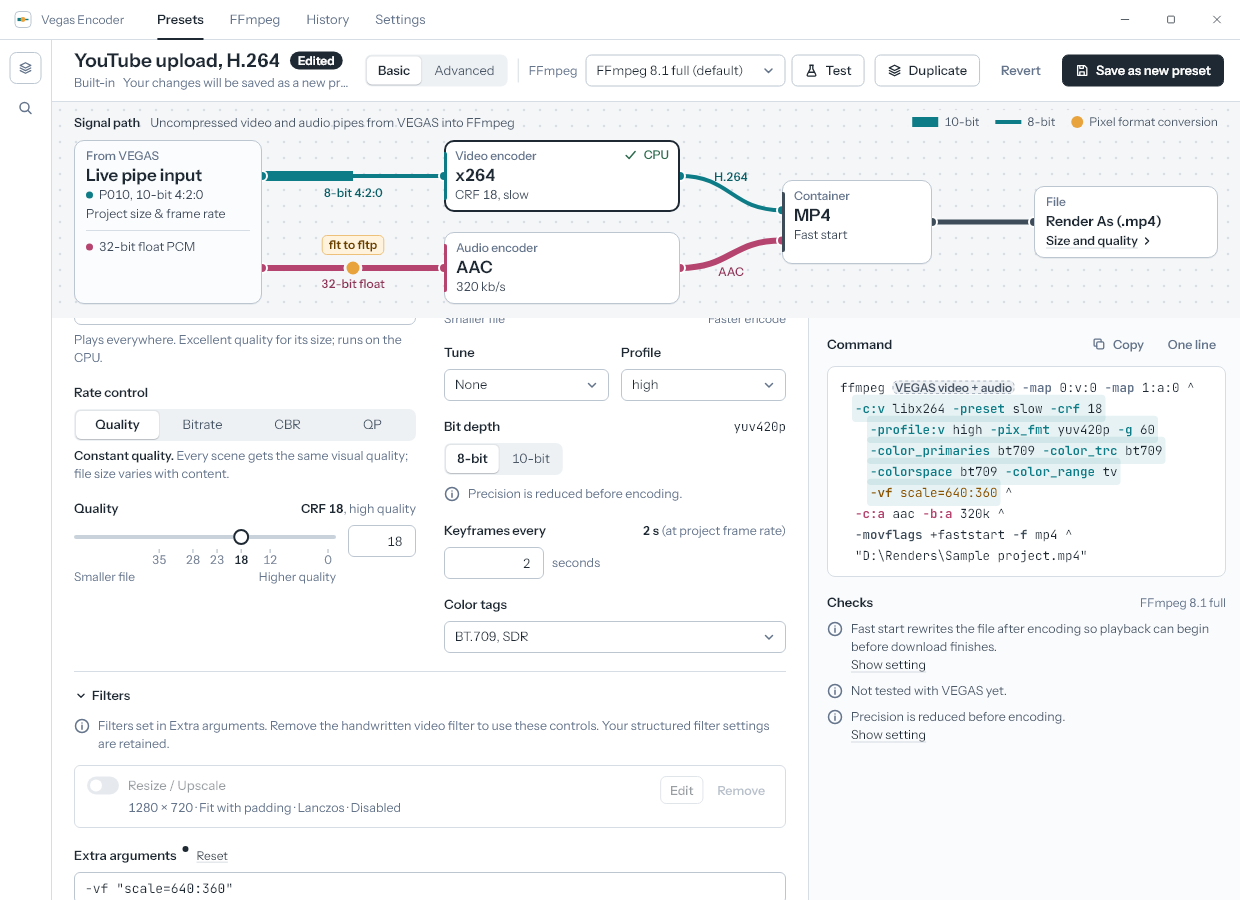 Vegas Encoder
Presets
FFmpeg
History
Settings
YouTube upload, H.264
Edited
Built-in Your changes will be saved as a new pr...
Basic
Advanced
FFmpeg
FFmpeg 8.1 full (default)
Test
Duplicate
Revert
Save as new preset
Signal path Uncompressed video and audio pipes from VEGAS into FFmpeg
10-bit
8-bit
Pixel format conversion
From VEGAS
Live pipe input
P010, 10-bit 4:2:0
Project size & frame rate
32-bit float PCM
8-bit 4:2:0
flt to fltp
32-bit float
Video encoder
CPU
x264
CRF 18, slow
Audio encoder
AAC
320 kb/s
H.264
AAC
Container
MP4
Fast start
File
Render As (.mp4)
Size and quality
Plays everywhere. Excellent quality for its size; runs on the
CPU.
Rate control
Quality
Bitrate
CBR
QP
Constant quality. Every scene gets the same visual quality;
file size varies with content.
Quality
CRF 18, high quality
18
35 28 23 18 12 0
Smaller file
Higher quality
Smaller file
Faster encode
Tune
Profile
None
high
Bit depth
yuv420p
8-bit
10-bit
Precision is reduced before encoding.
Keyframes every
2 s (at project frame rate)
2
seconds
Color tags
BT.709, SDR
Filters
Filters set in Extra arguments. Remove the handwritten video filter to use these controls. Your structured filter settings
are retained.
Resize / Upscale
1280 × 720 · Fit with padding · Lanczos · Disabled
Edit
Remove
Extra arguments
Reset
-vf "scale=640:360"
Command
Copy
One line
ffmpeg VEGAS video + audio -map 0:v:0 -map 1:a:0 ^
-c:v libx264 -preset slow -crf 18
-profile:v high -pix_fmt yuv420p -g 60
-color_primaries bt709 -color_trc bt709
-colorspace bt709 -color_range tv
-vf scale=640:360 ^
-c:a aac -b:a 320k ^
-movflags +faststart -f mp4 ^
"D:\Renders\Sample project.mp4"
Checks
FFmpeg 8.1 full
Fast start rewrites the file after encoding so playback can begin
before download finishes.
Show setting
Not tested with VEGAS yet.
Precision is reduced before encoding.
Show setting